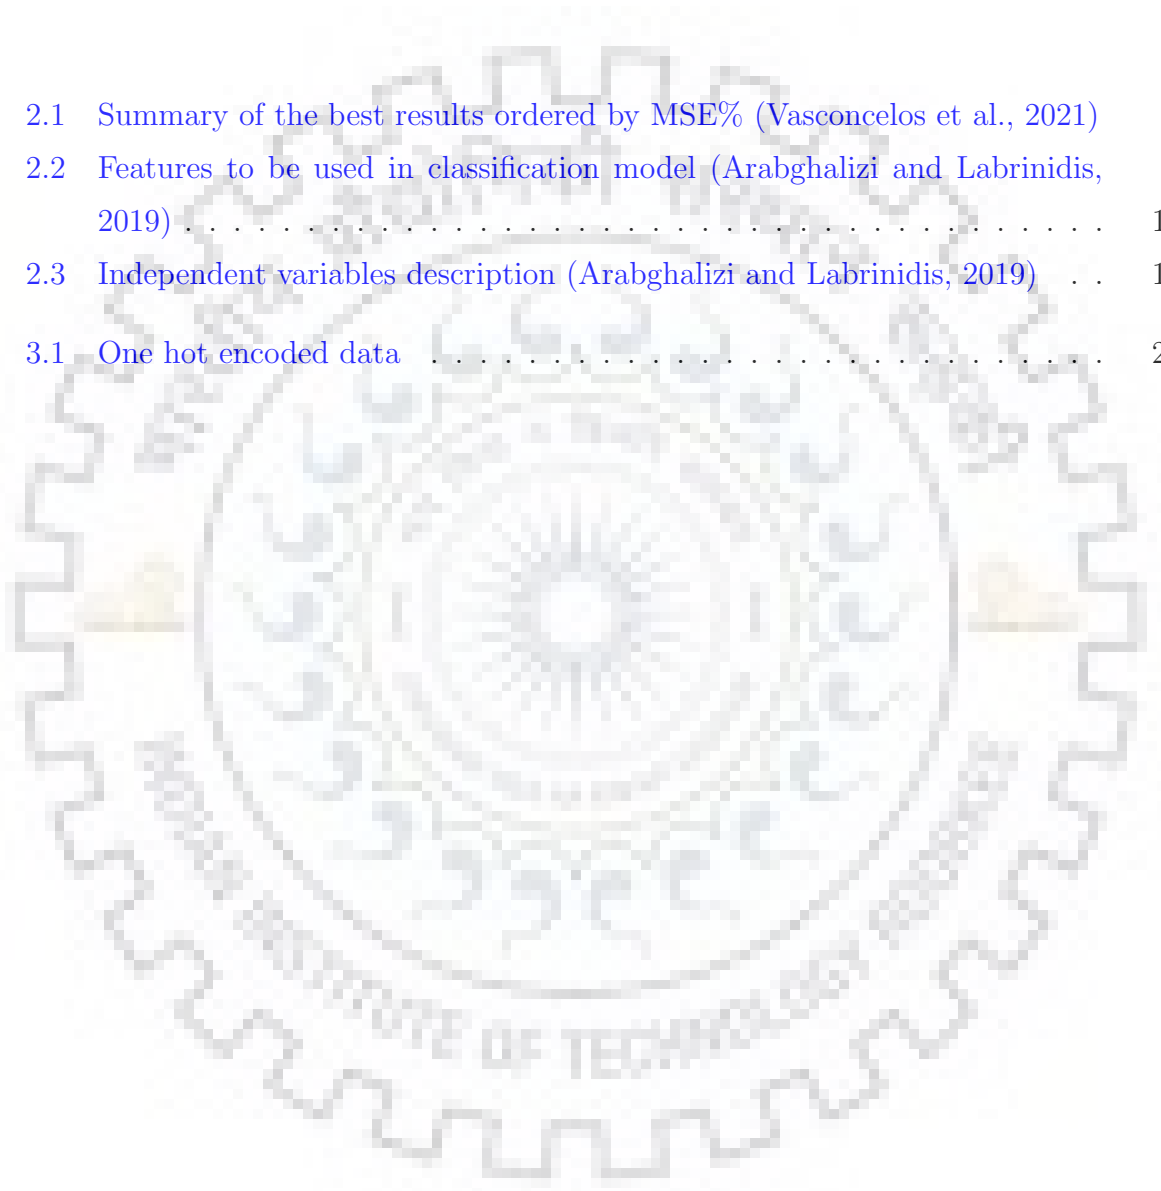 2.1 Summary of the best results ordered by MSE% (Vasconcelos et al., 2021)
2.2 Features to be used in classification model (Arabghalizi and Labrinidis,
2019) . . . . . . . . . . . . . . . . . . . . . . . . . . . . . . . . . . . . . . 1
2.3 Independent variables description (Arabghalizi and Labrinidis, 2019) . . 1
3.1 One hot encoded data . . . . . . . . . . . . . . . . . . . . . . . . . . . . 2
OF TECHNOLOGY